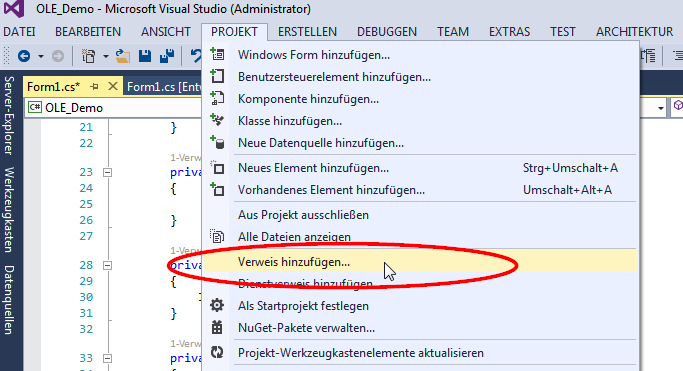 OLE_Demo - Microsoft Visual Studio (Administrator)
DATEI BEARBEITEN ANSICHT PROJEKT ERSTELLEN DEBUGGEN TEAM EXTRAS TEST ARCHITEKTUR
Form1.cs* Form1.cs [Entw
C# OLE_Demo
Server-Explorer
Werkzeugkasten
Datenquellen
21 }
22
1-Verw
23 priva
24 {
25
26 }
27
1-Ve
28 priva
29 {
30
31 }
32
1-Verw
33 priva
34 {
Windows Form hinzufügen...
Benutzersteuerelement hinzufügen...
Komponente hinzufügen...
Klasse hinzufügen...
Neue Datenquelle hinzufügen...
Neues Element hinzufügen... Strg+Umschalt+A
Vorhandenes Element hinzufügen... Umschalt+Alt+A
Aus Projekt ausschließen
Alle Dateien anzeigen
Verweis hinzufügen...
Dienstverweis hinzufügen
Als Startprojekt festlegen
NuGet-Pakete verwalten...
Projekt-Werkzeugkastenelemente aktualisieren